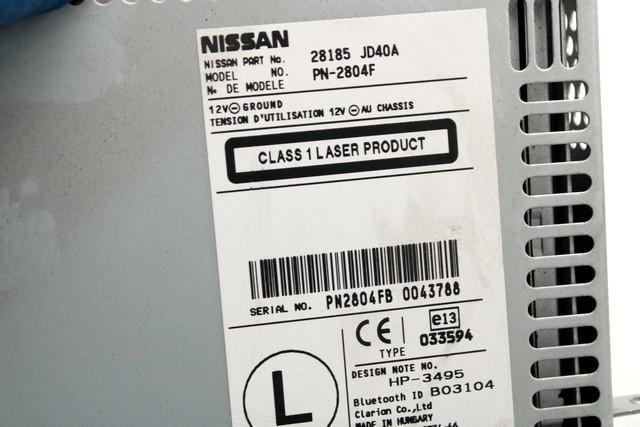 NISSAN
NISSAN PART No. 28185 JD40A
MODEL NO. PN-2804F
No. DE MODELE
12V⊖GROUND
TENSION D'UTILISATION 12V ⊖AU CHASSIS
CLASS 1 LASER PRODUCT
SERIAL NO. PN2804FB 0043788
CE e13
TYPE 033594
DESIGN NOTE NO.
HP-3495
Bluetooth ID B03104
Clarion Co.,Ltd
MADE IN HUNGARY
L